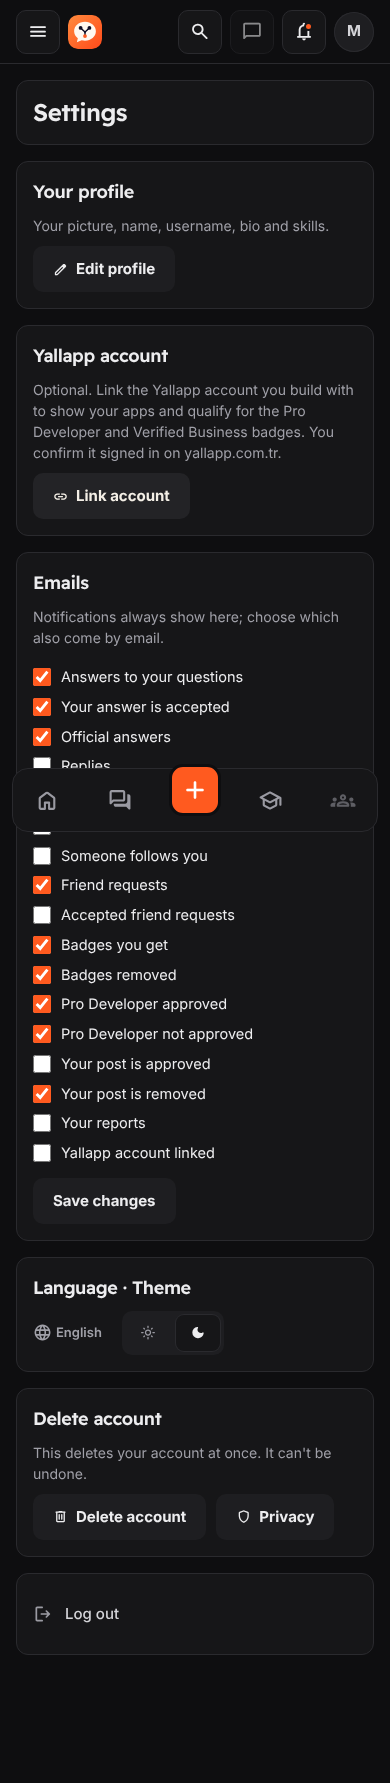 M
Settings
Your profile
Your picture, name, username, bio and skills.
Edit profile
Yallapp account
Optional. Link the Yallapp account you build with
to show your apps and qualify for the Pro
Developer and Verified Business badges. You
confirm it signed in on yallapp.com.tr.
Link account
Emails
Notifications always show here; choose which
also come by email.
Answers to your questions
Your answer is accepted
Official answers
Replies
Someone follows you
Friend requests
Accepted friend requests
Badges you get
Badges removed
Pro Developer approved
Pro Developer not approved
Your post is approved
Your post is removed
Your reports
Yallapp account linked
Save changes
Language · Theme
English
Delete account
This deletes your account at once. It can't be
undone.
Delete account
Privacy
Log out